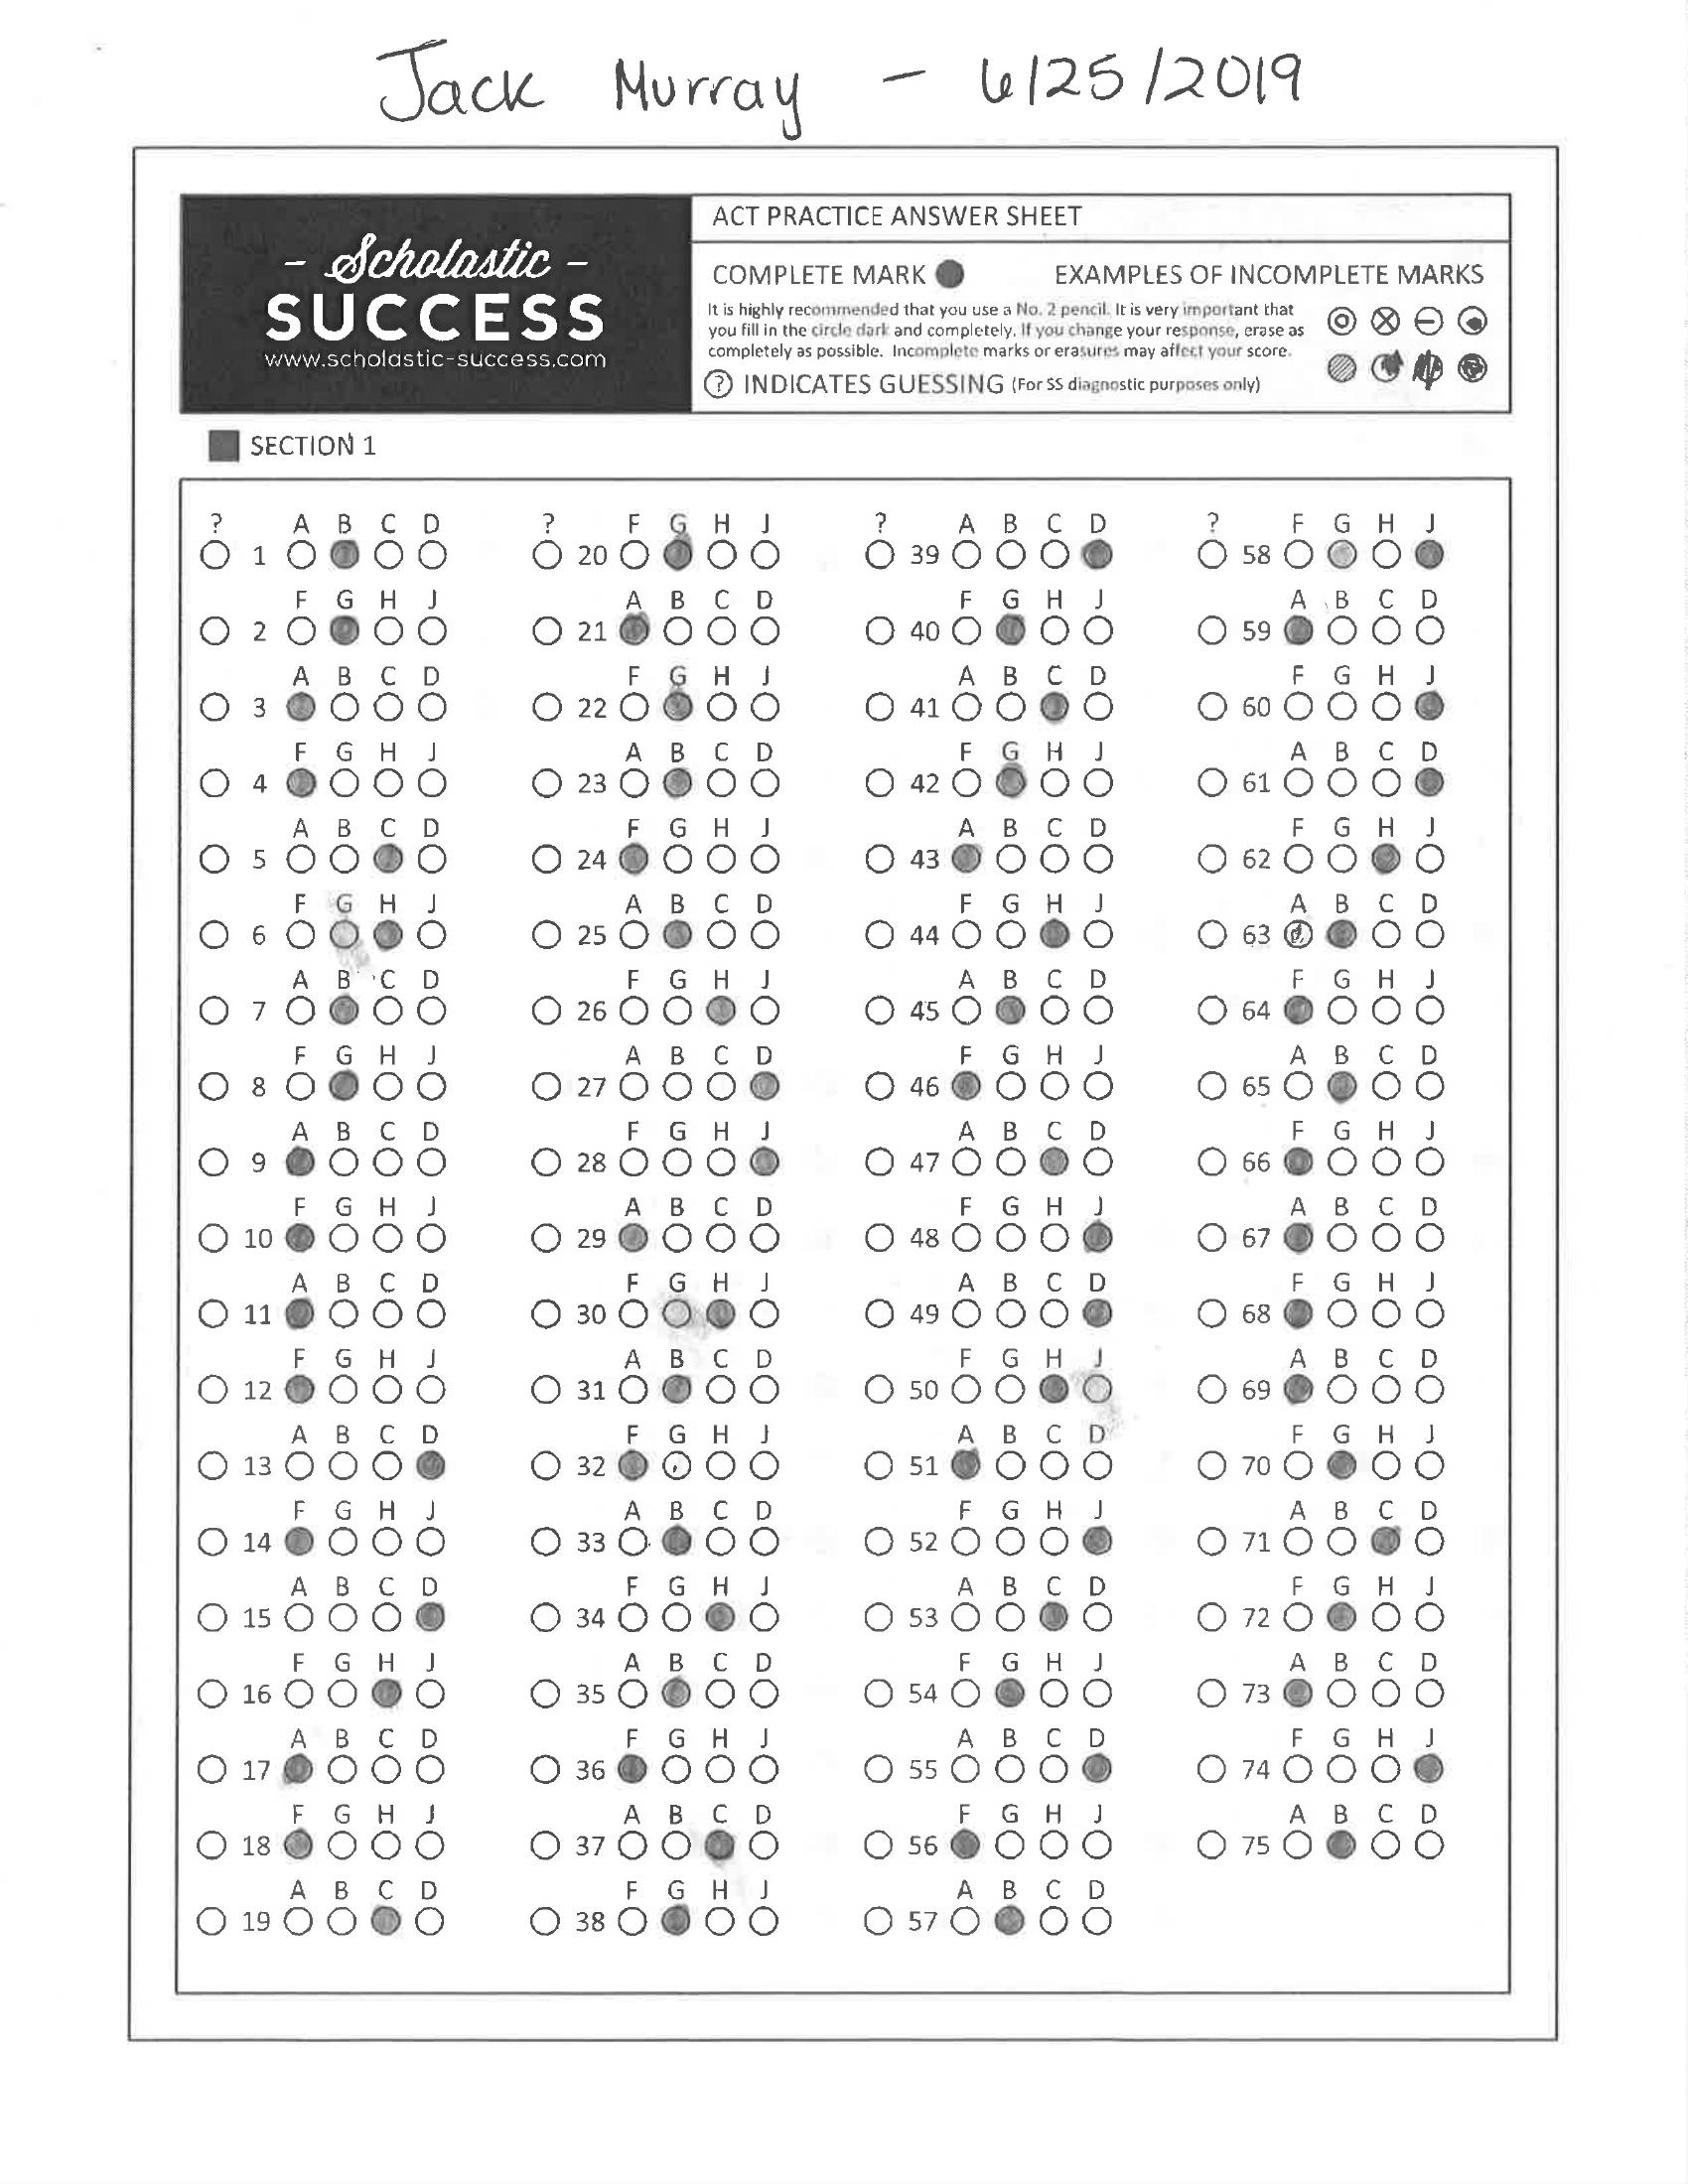 Jack Murray - 6/25/2019
- Scholastic -
SUCCESS
www.scholastic-success.com
ACT PRACTICE ANSWER SHEET
COMPLETE MARK EXAMPLES OF INCOMPLETE MARKS
It is highly recommended that you use a No. 2 pencil. It is very important that
you fill in the circle dark and completely. If you change your response, erase as
completely as possible. Incomplete marks or erasures may affect your score.
(?) INDICATES GUESSING (For SS diagnostic purposes only)
SECTION 1
? A B C D
1
F G H J
2
A B C D
3
F G H J
4
A B C D
5
F G H J
6
A B C D
7
F G H J
8
A B C D
9
F G H J
10
A B C D
11
F G H J
12
A B C D
13
F G H J
14
A B C D
15
F G H J
16
A B C D
17
F G H J
18
A B C D
19
? F G H J
20
A B C D
21
F G H J
22
A B C D
23
F G H J
24
A B C D
25
F G H J
26
A B C D
27
F G H J
28
A B C D
29
F G H J
30
A B C D
31
F G H J
32
A B C D
33
F G H J
34
A B C D
35
F G H J
36
A B C D
37
F G H J
38
? A B C D
39
F G H J
40
A B C D
41
F G H J
42
A B C D
43
F G H J
44
A B C D
45
F G H J
46
A B C D
47
F G H J
48
A B C D
49
F G H J
50
A B C D
51
F G H J
52
A B C D
53
F G H J
54
A B C D
55
F G H J
56
A B C D
57
? F G H J
58
A B C D
59
F G H J
60
A B C D
61
F G H J
62
A B C D
63
F G H J
64
A B C D
65
F G H J
66
A B C D
67
F G H J
68
A B C D
69
F G H J
70
A B C D
71
F G H J
72
A B C D
73
F G H J
74
A B C D
75